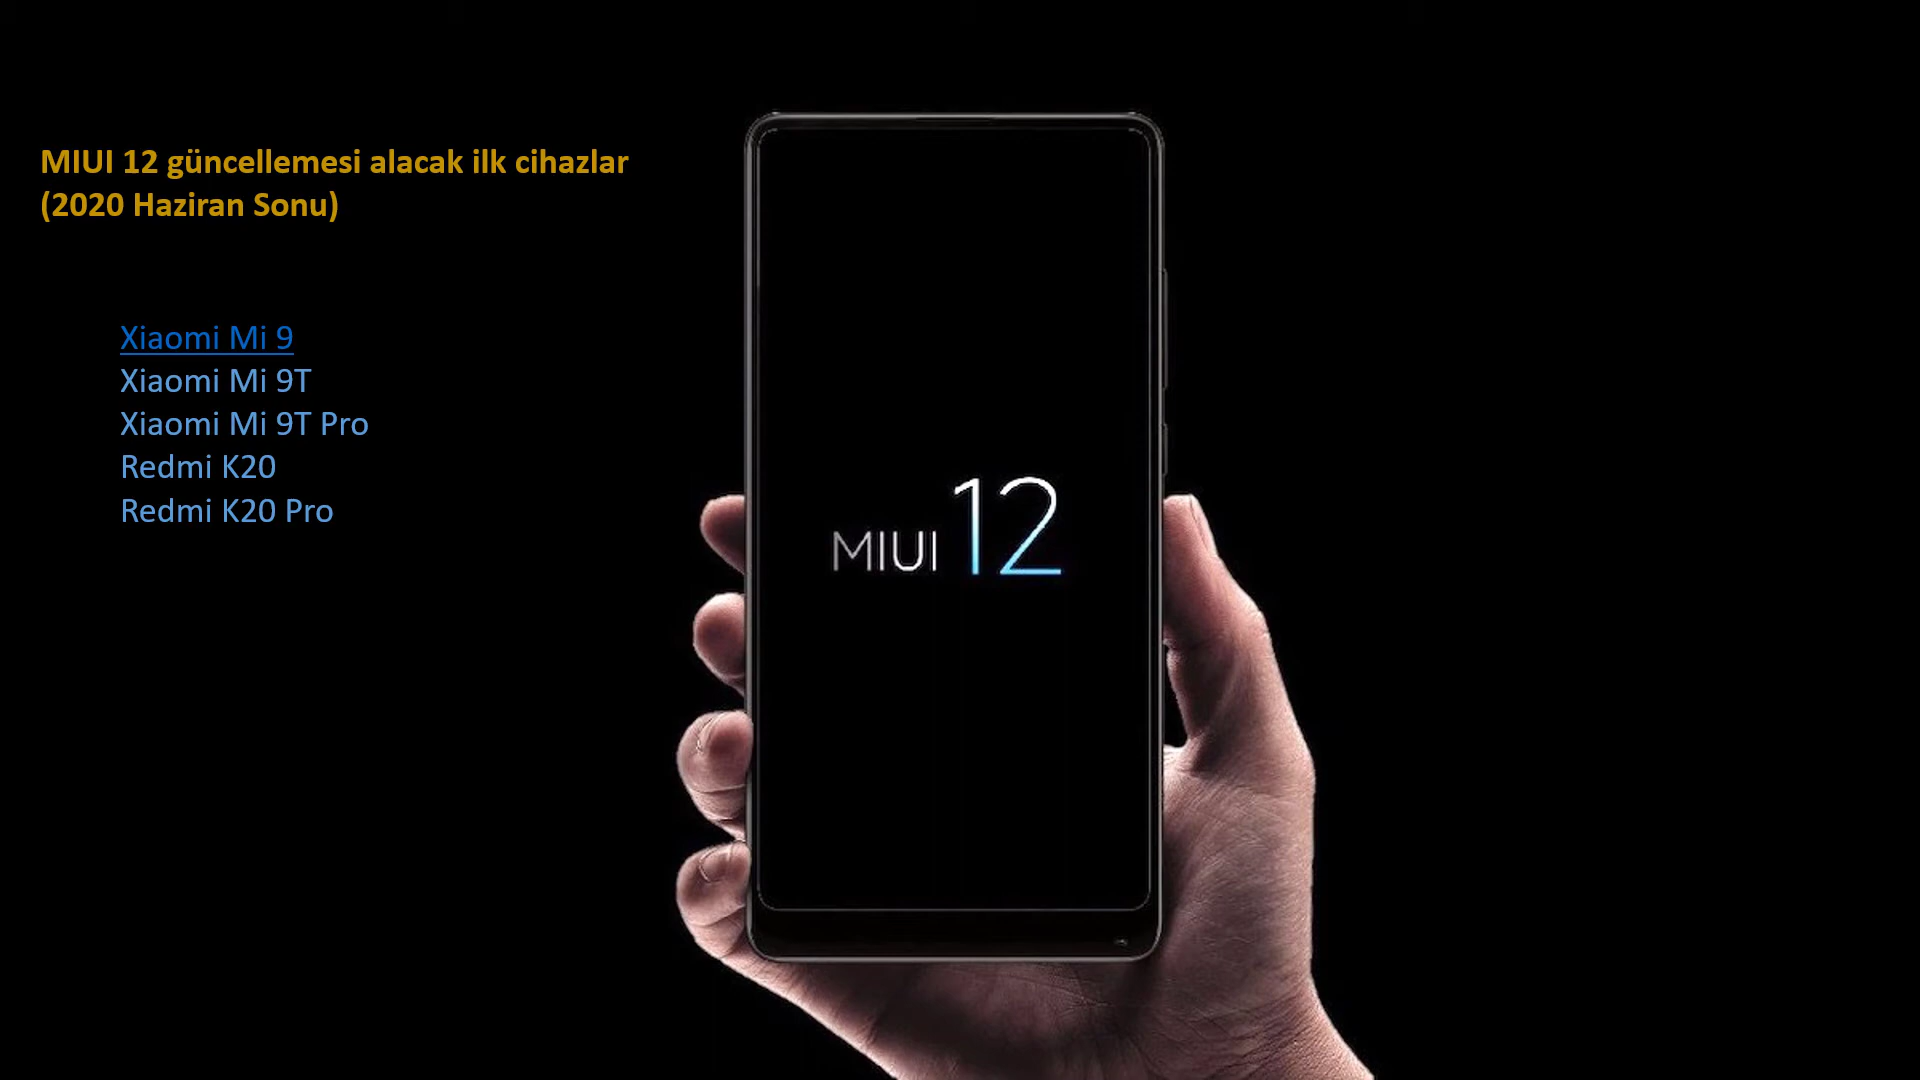 MIUI 12 güncellemesi alacak ilk cihazlar
(2020 Haziran Sonu)
Xiaomi Mi 9
Xiaomi Mi 9T
Xiaomi Mi 9T Pro
Redmi K20
Redmi K20 Pro
MIUI 12